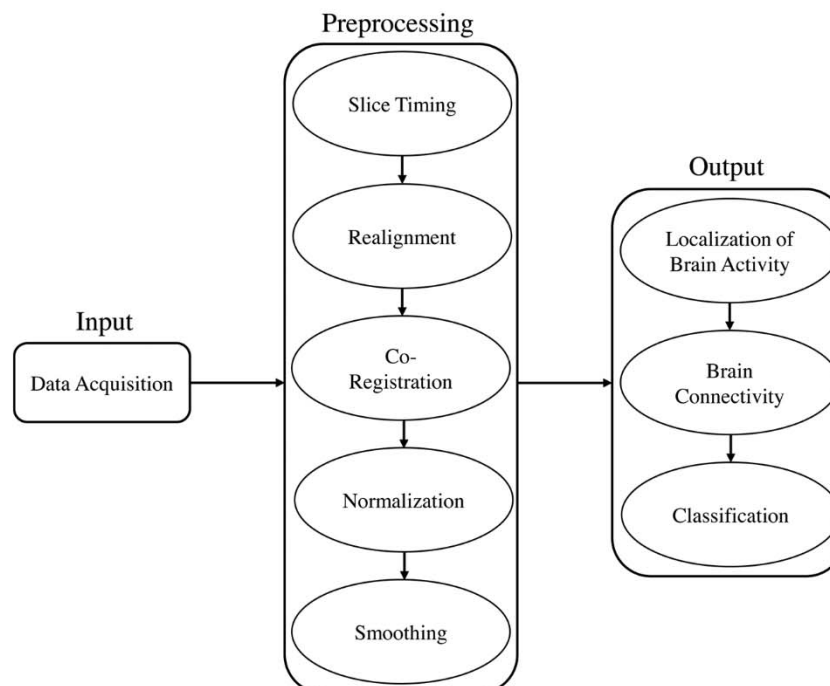 Preprocessing
Slice Timing
Realignment
Co-
Registration
Normalization
Smoothing
Input
Data Acquisition
Output
Localization of
Brain Activity
Brain
Connectivity
Classification